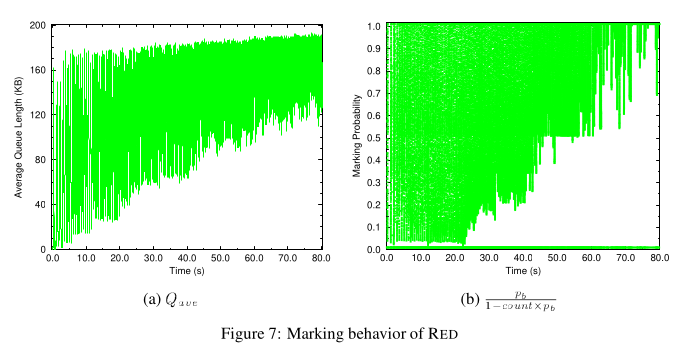 200
160
120
80
40
0
Average Queue Length (KB)
0.0 10.0 20.0 30.0 40.0 50.0 60.0 70.0 80.0
Time (s)
(a) Q_ave
1.0
0.9
0.8
0.7
0.6
0.5
0.4
0.3
0.2
0.1
0.0
Marking Probability
0.0 10.0 20.0 30.0 40.0 50.0 60.0 70.0 80.0
Time (s)
(b) p_b / 1−count×p_b
Figure 7: Marking behavior of RED